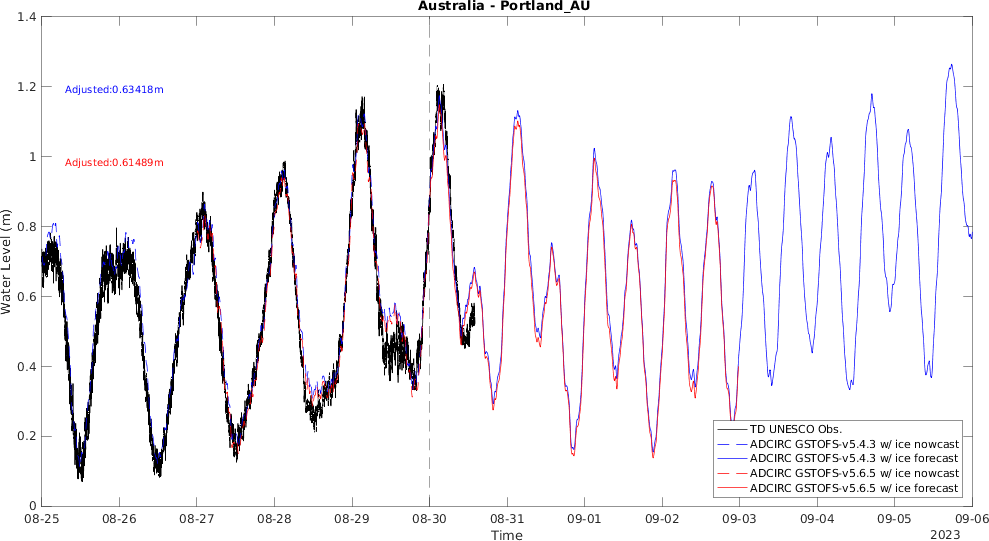 Australia - Portland_AU
1.4
1.2
1
0.8
0.6
0.4
0.2
0
Water Level (m)
Adjusted:0.63418m
Adjusted:0.61489m
TD UNESCO Obs.
ADCIRC GSTOFS-v5.4.3 w/ ice nowcast
ADCIRC GSTOFS-v5.4.3 w/ ice forecast
ADCIRC GSTOFS-v5.6.5 w/ ice nowcast
ADCIRC GSTOFS-v5.6.5 w/ ice forecast
08-25 08-26 08-27 08-28 08-29 08-30 08-31 09-01 09-02 09-03 09-04 09-05 09-06
Time
2023